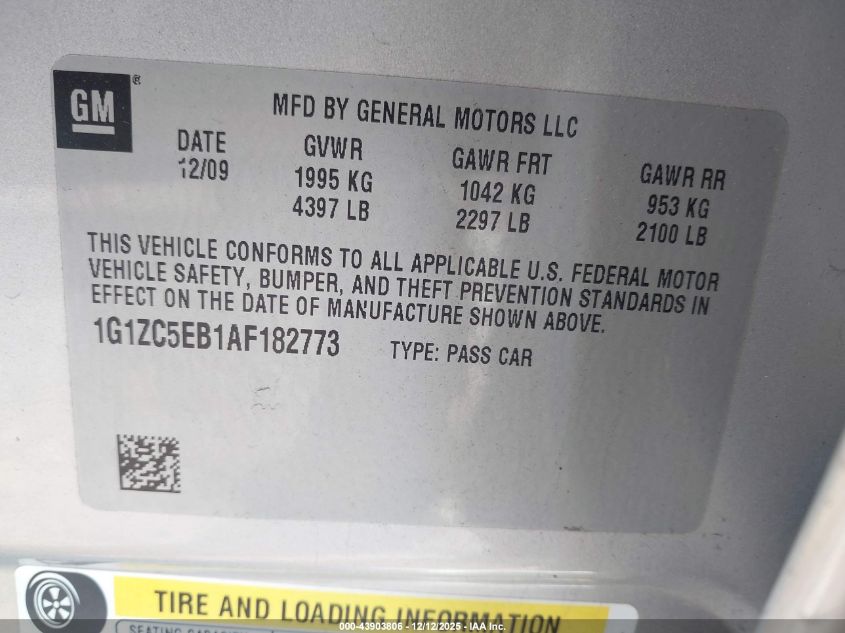 GM ®
MFD BY GENERAL MOTORS LLC
DATE GVWR GAWR FRT GAWR RR
12/09 1995 KG 1042 KG 953 KG
4397 LB 2297 LB 2100 LB
THIS VEHICLE CONFORMS TO ALL APPLICABLE U.S. FEDERAL MOTOR
VEHICLE SAFETY, BUMPER, AND THEFT PREVENTION STANDARDS IN
EFFECT ON THE DATE OF MANUFACTURE SHOWN ABOVE.
1G1ZC5EB1AF182773 TYPE: PASS CAR
TIRE AND LOADING INFORMATION
000-43903806 - 12/12/2025 - IAA Inc.